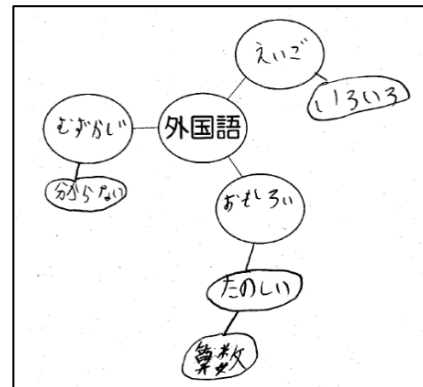 えいご
いろいろ
むずかしい
外国語
分からない
おもしろい
たのしい
算数